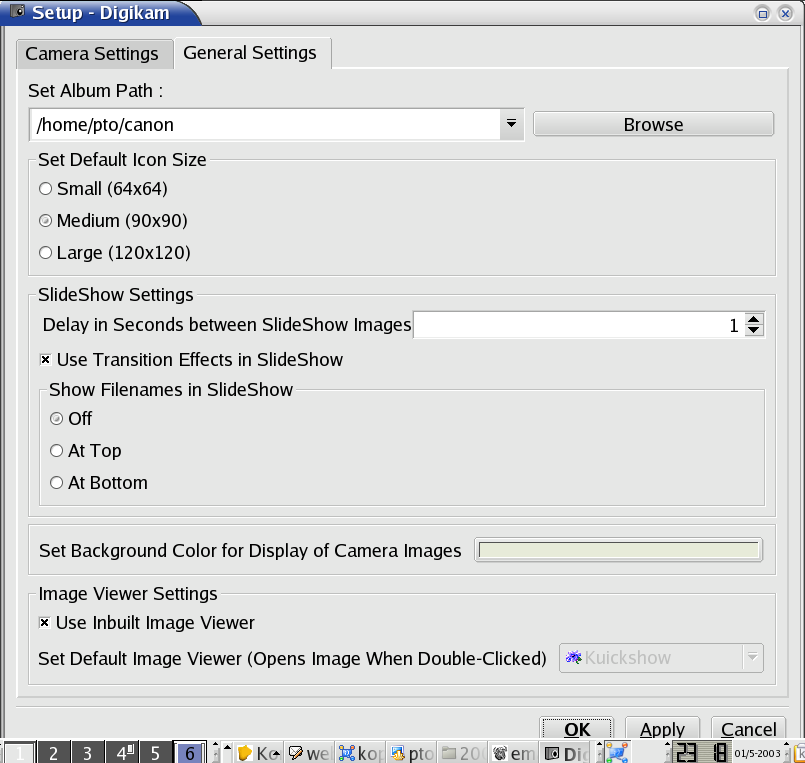 Setup - Digikam
Camera Settings
General Settings
Set Album Path :
/home/pto/canon
Browse
Set Default Icon Size
Small (64x64)
Medium (90x90)
Large (120x120)
SlideShow Settings
Delay in Seconds between SlideShow Images
1
Use Transition Effects in SlideShow
Show Filenames in SlideShow
Off
At Top
At Bottom
Set Background Color for Display of Camera Images
Image Viewer Settings
Use Inbuilt Image Viewer
Set Default Image Viewer (Opens Image When Double-Clicked)
Kuickshow
OK Apply Cancel
1 2 3 4 5 6 Ko we kop pto 200 em Dig 23 18 01/5-2003